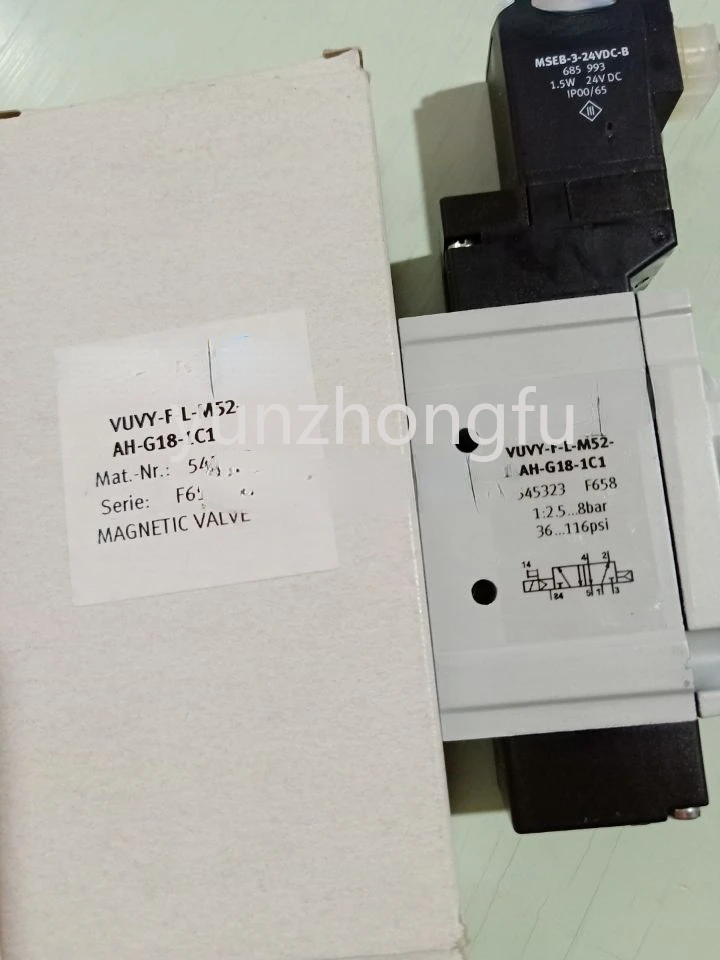 MSEB-3-24VDC-B
685 993
1.5W 24V DC
IP00/65
III
VUVY-F-L-M52-
AH-G18-1C1
Mat.-Nr.:
Serie:
MAGNETIC VALVE
yunzhongfu
VUVY-F-L-M52-
AH-G18-1C1
545323 F658
1:2.5...8bar
36...116psi
14
4 2
84 5 1 3